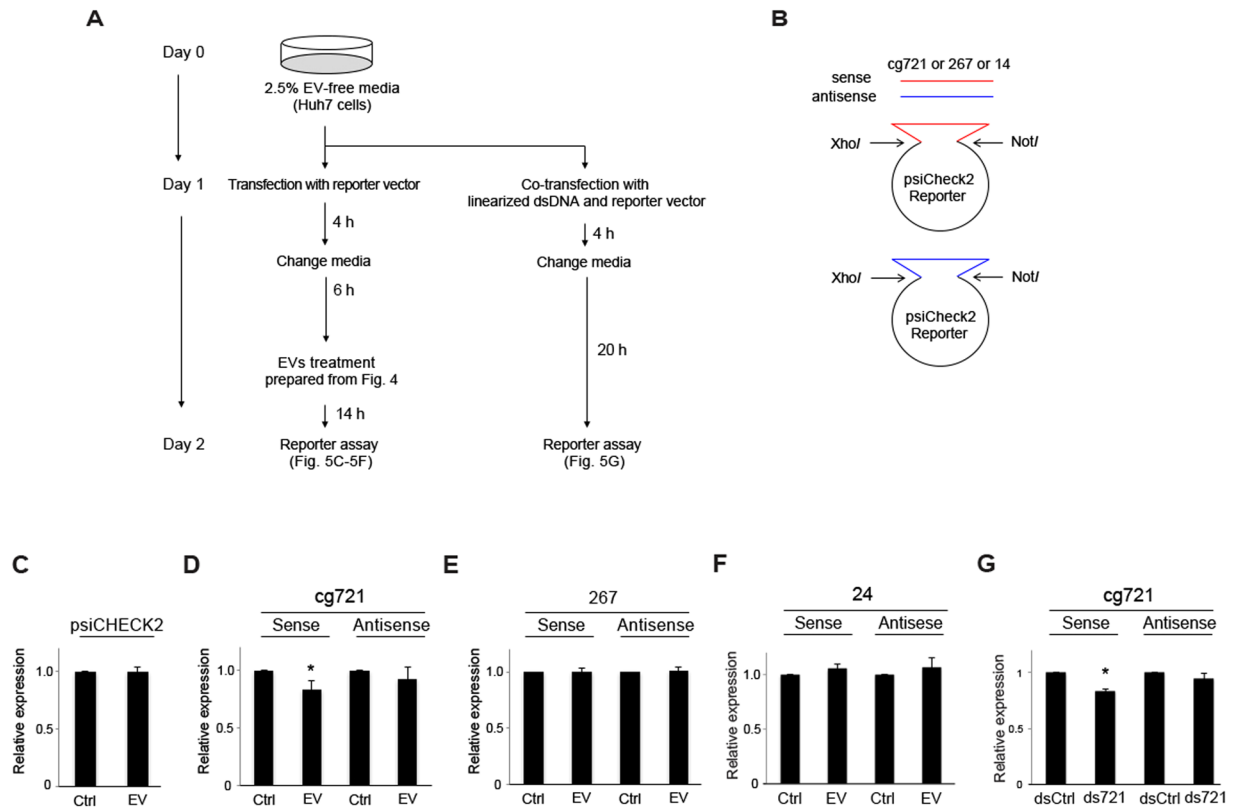 A
Day 0
2.5% EV-free media
(Huh7 cells)
Day 1
Transfection with reporter vector
Co-transfection with
linearized dsDNA and reporter vector
4 h
4 h
Change media
Change media
6 h
EVs treatment
prepared from Fig. 4
20 h
14 h
Day 2
Reporter assay
(Fig. 5C-5F)
Reporter assay
(Fig. 5G)
B
cg721 or 267 or 14
sense
antisense
XhoI
NotI
psiCheck2
Reporter
XhoI
NotI
psiCheck2
Reporter
C
psiCHECK2
Relative expression
1.0
0.5
0
Ctrl EV
D
cg721
Sense Antisense
Relative expression
*
1.0
0.5
0
Ctrl EV Ctrl EV
E
267
Sense Antisense
Relative expression
1.0
0.5
0
Ctrl EV Ctrl EV
F
24
Sense Antisese
Relative expression
1.0
0.5
0
Ctrl EV Ctrl EV
G
cg721
Sense Antisense
Relative expression
*
1.0
0.5
0
dsCtrl ds721 dsCtrl ds721